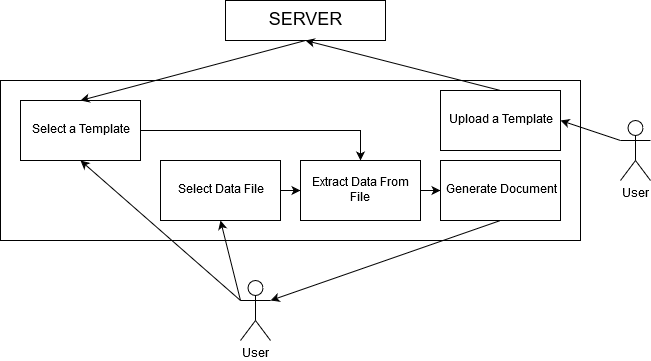 SERVER
Select a Template
Upload a Template
User
Select Data File
Extract Data From
File
Generate Document
User